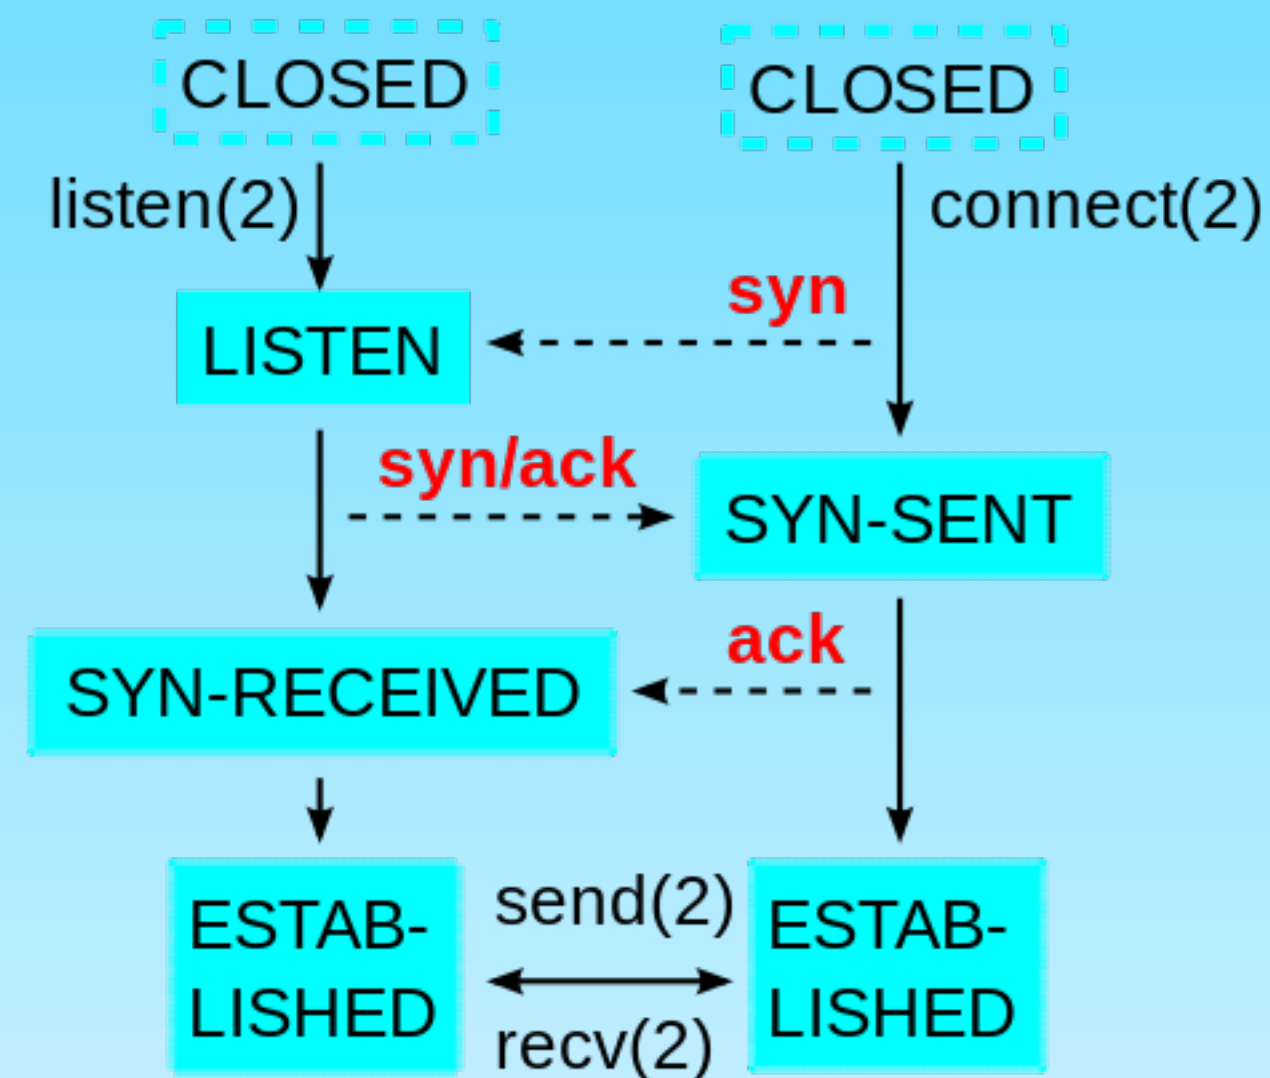 CLOSED
CLOSED
listen(2)
connect(2)
syn
LISTEN
syn/ack
SYN-SENT
ack
SYN-RECEIVED
ESTAB-
LISHED
send(2)
recv(2)
ESTAB-
LISHED